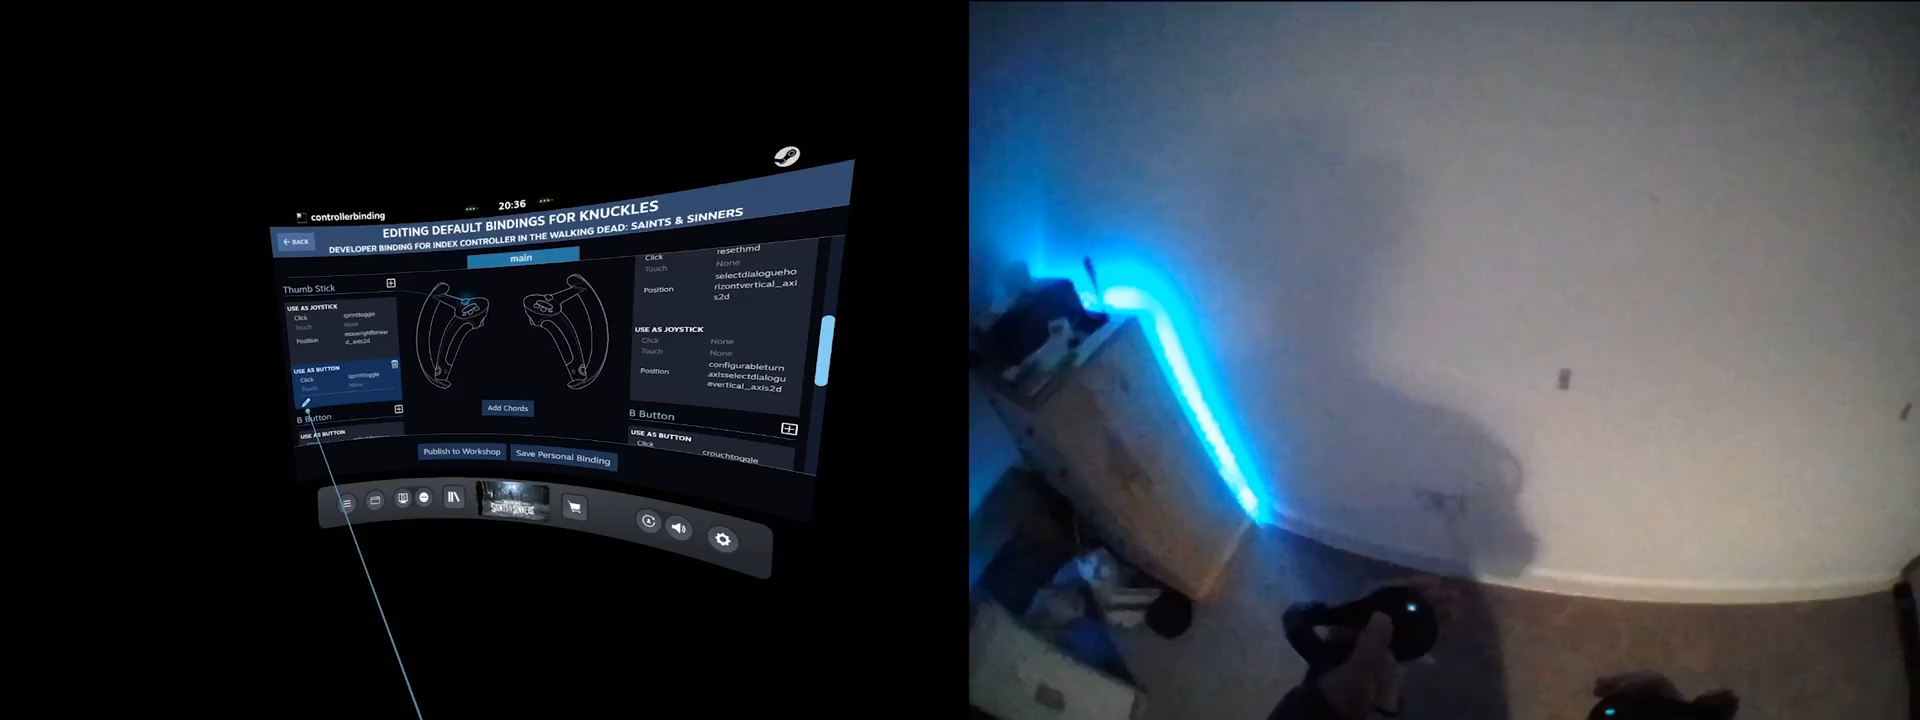 controllerbinding
20:36
EDITING DEFAULT BINDINGS FOR KNUCKLES
← BACK
DEVELOPER BINDING FOR INDEX CONTROLLER IN THE WALKING DEAD: SAINTS & SINNERS
main
Thumb Stick
USE AS JOYSTICK
Click sprinttoggle
Touch None
Position moverightforwar
d_axis2d
USE AS BUTTON
Click sprinttoggle
Touch None
B Button
USE AS BUTTON
Add Chords
Publish to Workshop
Save Personal Binding
Click resethmd
Touch None
Position selectdialogueho
rizontvertical_axi
s2d
USE AS JOYSTICK
Click None
Touch None
Position configurableturn
axisselectdialogu
evertical_axis2d
B Button
USE AS BUTTON
Click crouchtoggle
SAINTS & SINNERS